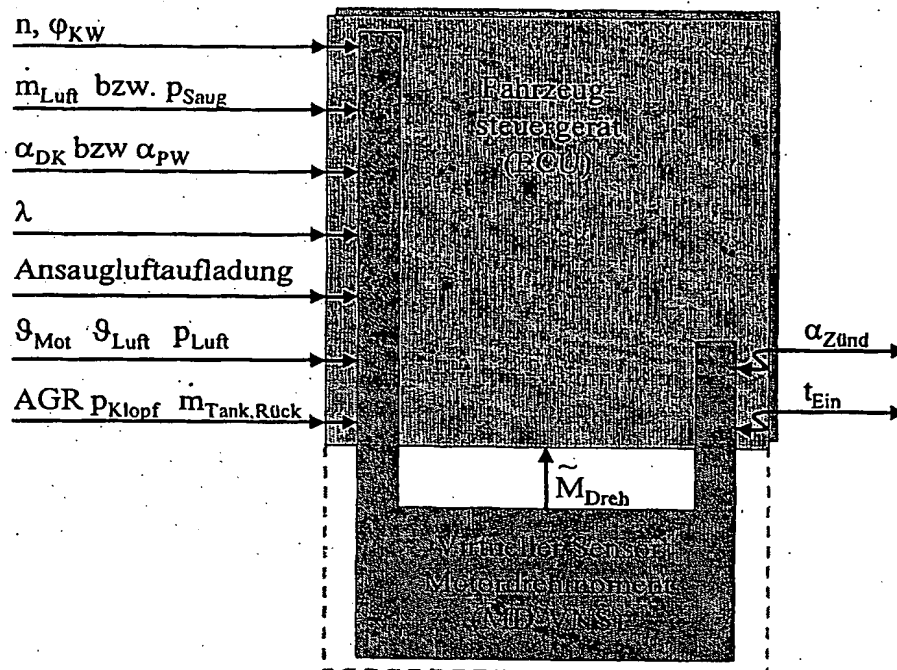 n, φKW
ṁLuft bzw. pSaug
αDK bzw αPW
λ
Ansaugluftaufladung
ϑMot ϑLuft pLuft
AGR pKlopf ṁTank,Rück
Fahrzeug-
steuergerät
(ECU)
αZünd
tEin
M̃Dreh
Virtueller Sensor
Motordrehmoment